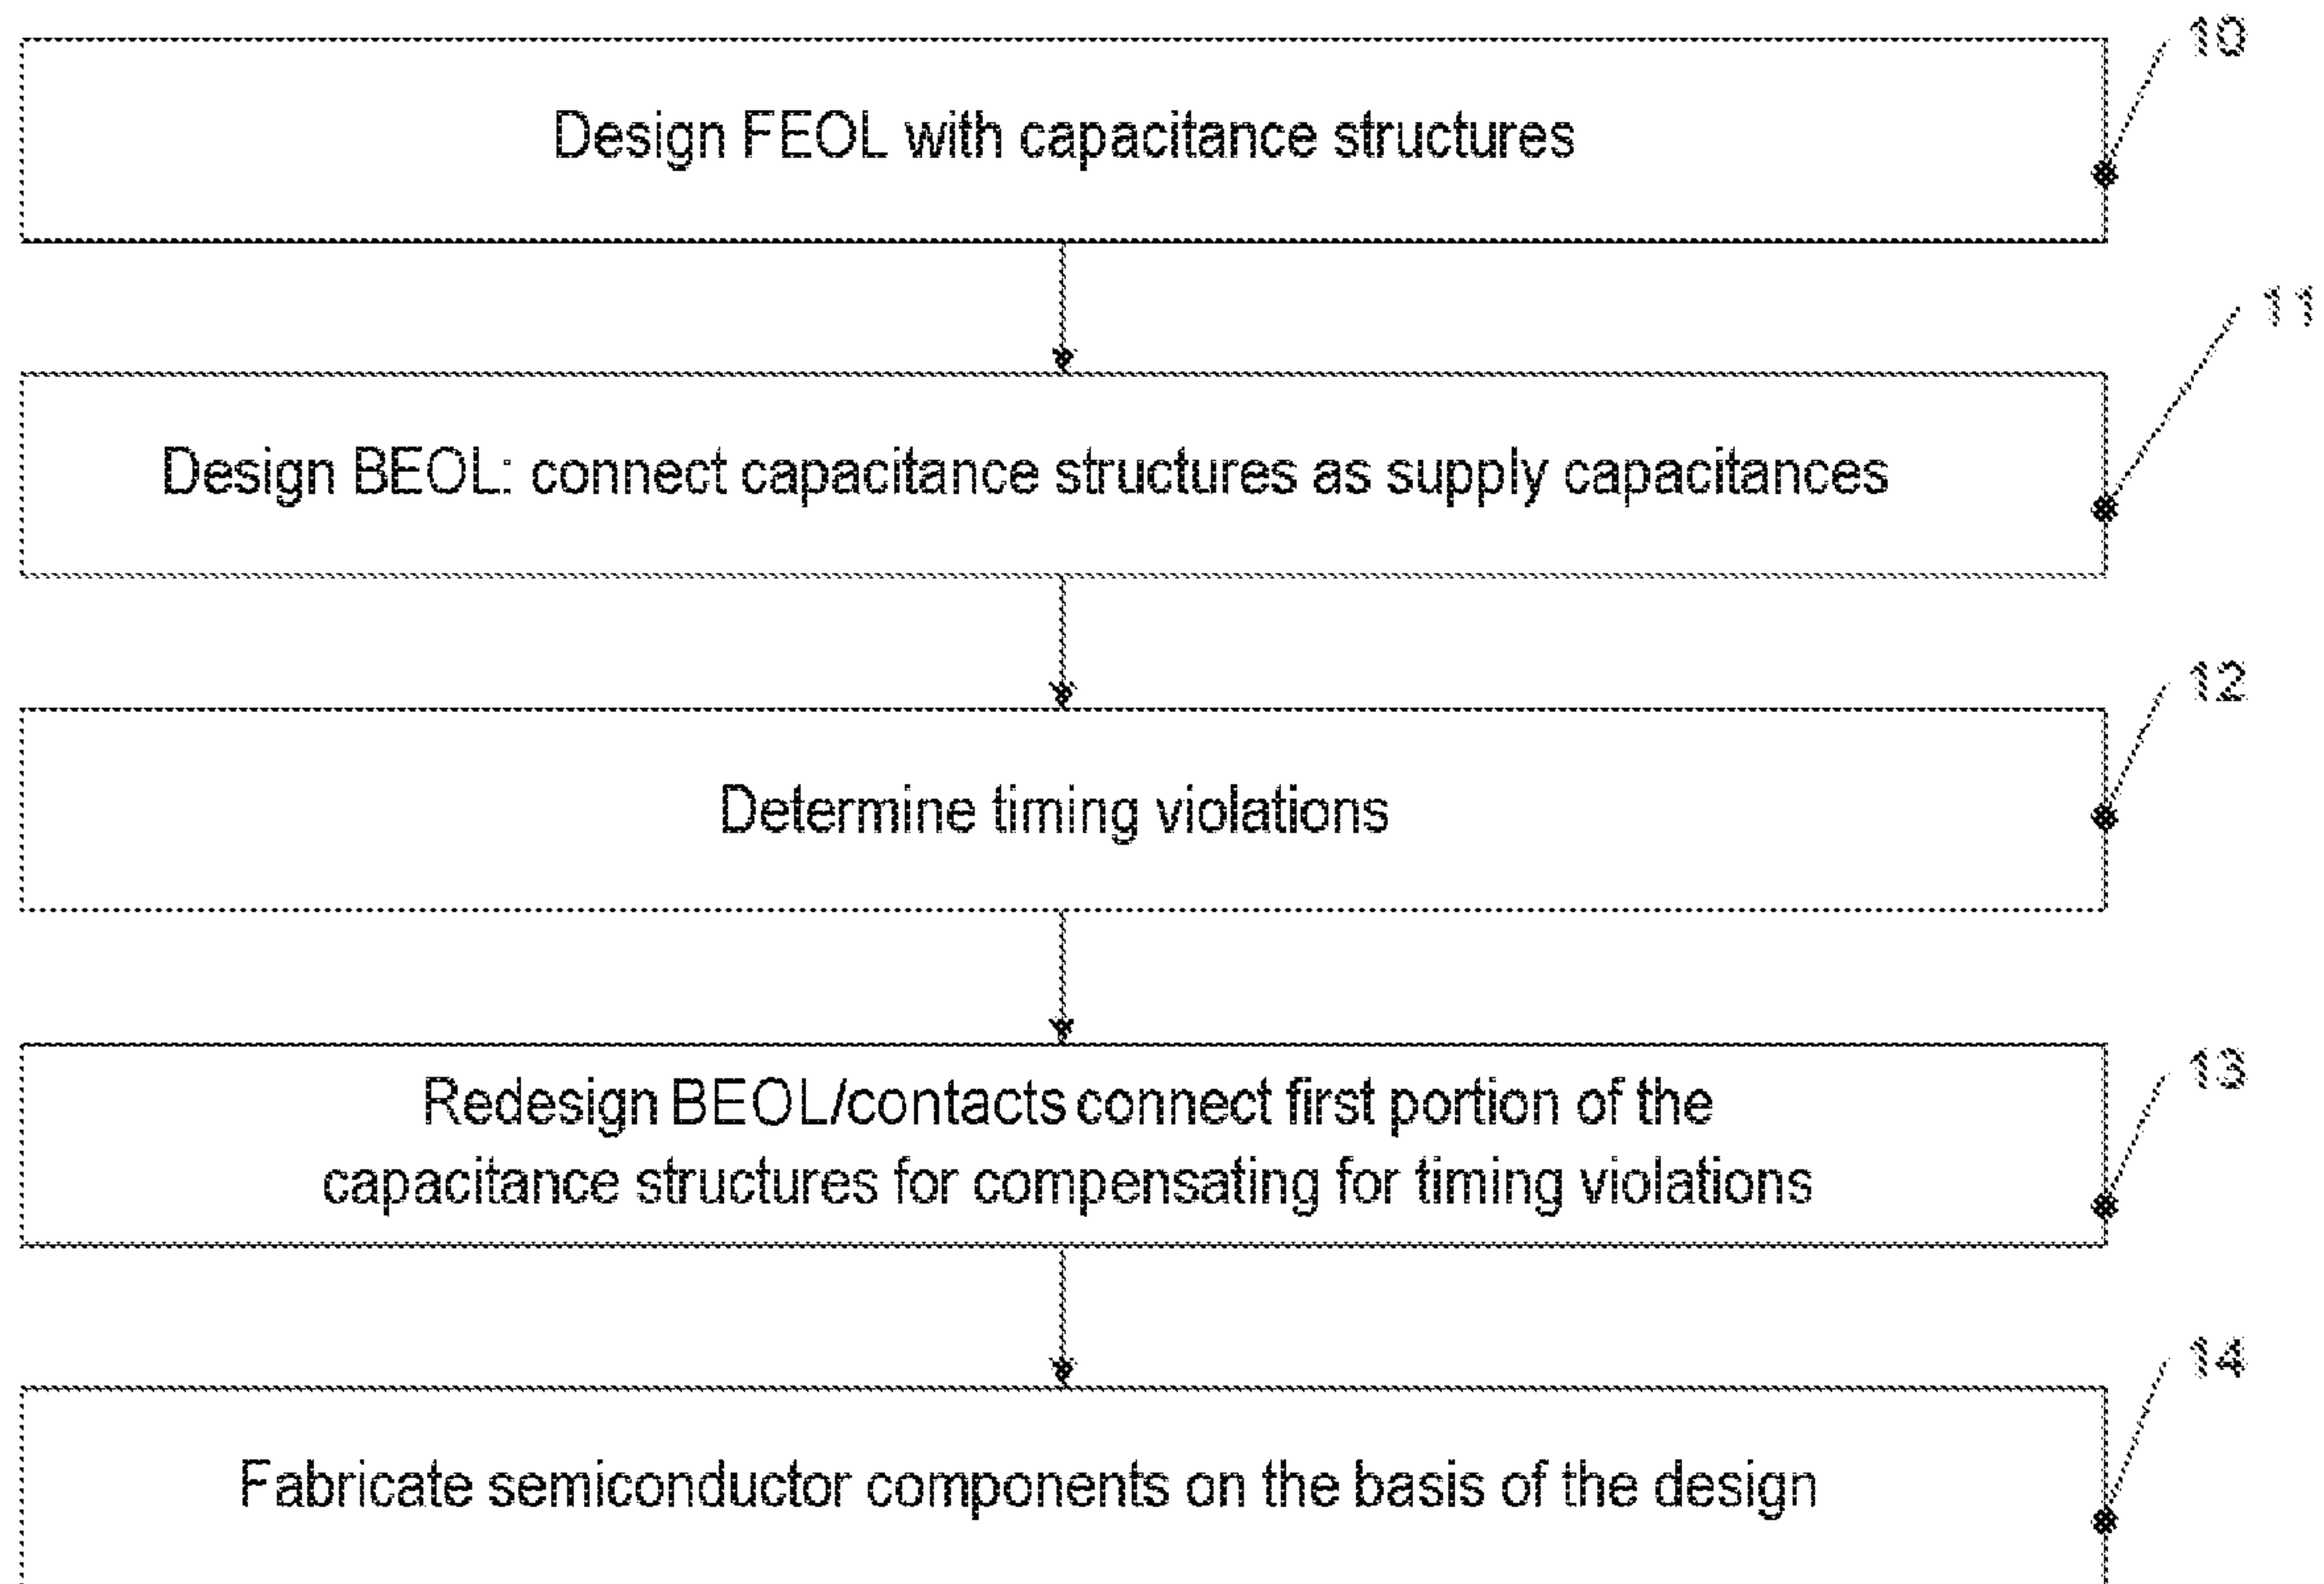 10
Design FEOL with capacitance structures
11
Design BEOL: connect capacitance structures as supply capacitances
12
Determine timing violations
13
Redesign BEOL/contacts connect first portion of the
capacitance structures for compensating for timing violations
14
Fabricate semiconductor components on the basis of the design